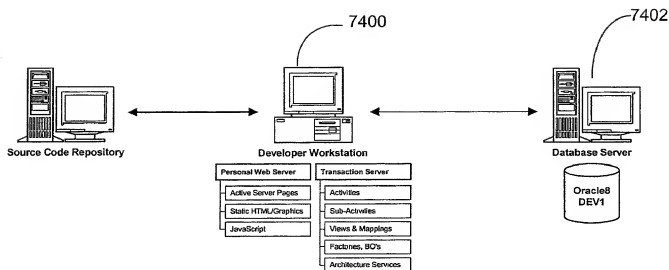 7400
7402
Source Code Repository
Developer Workstation
Database Server
Personal Web Server
Transaction Server
Active Server Pages
Static HTML/Graphics
JavaScript
Activities
Sub-Activities
Views & Mappings
Factories, BO's
Architecture Services
Oracle8
DEV1